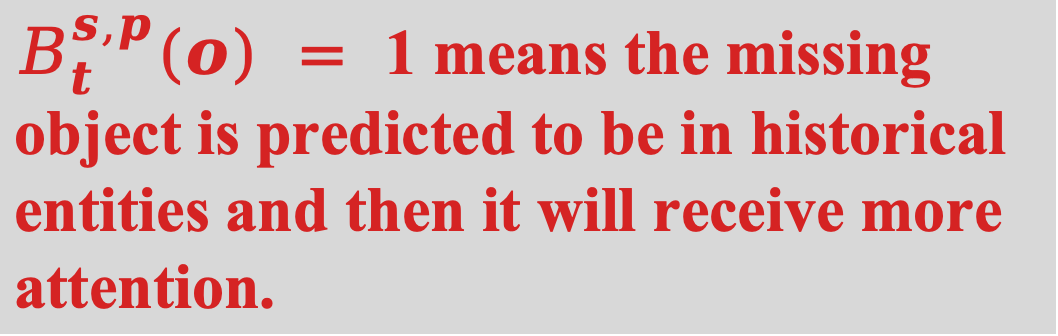 $B_t^{s,p}(o)$ = 1 means the missing
object is predicted to be in historical
entities and then it will receive more
attention.